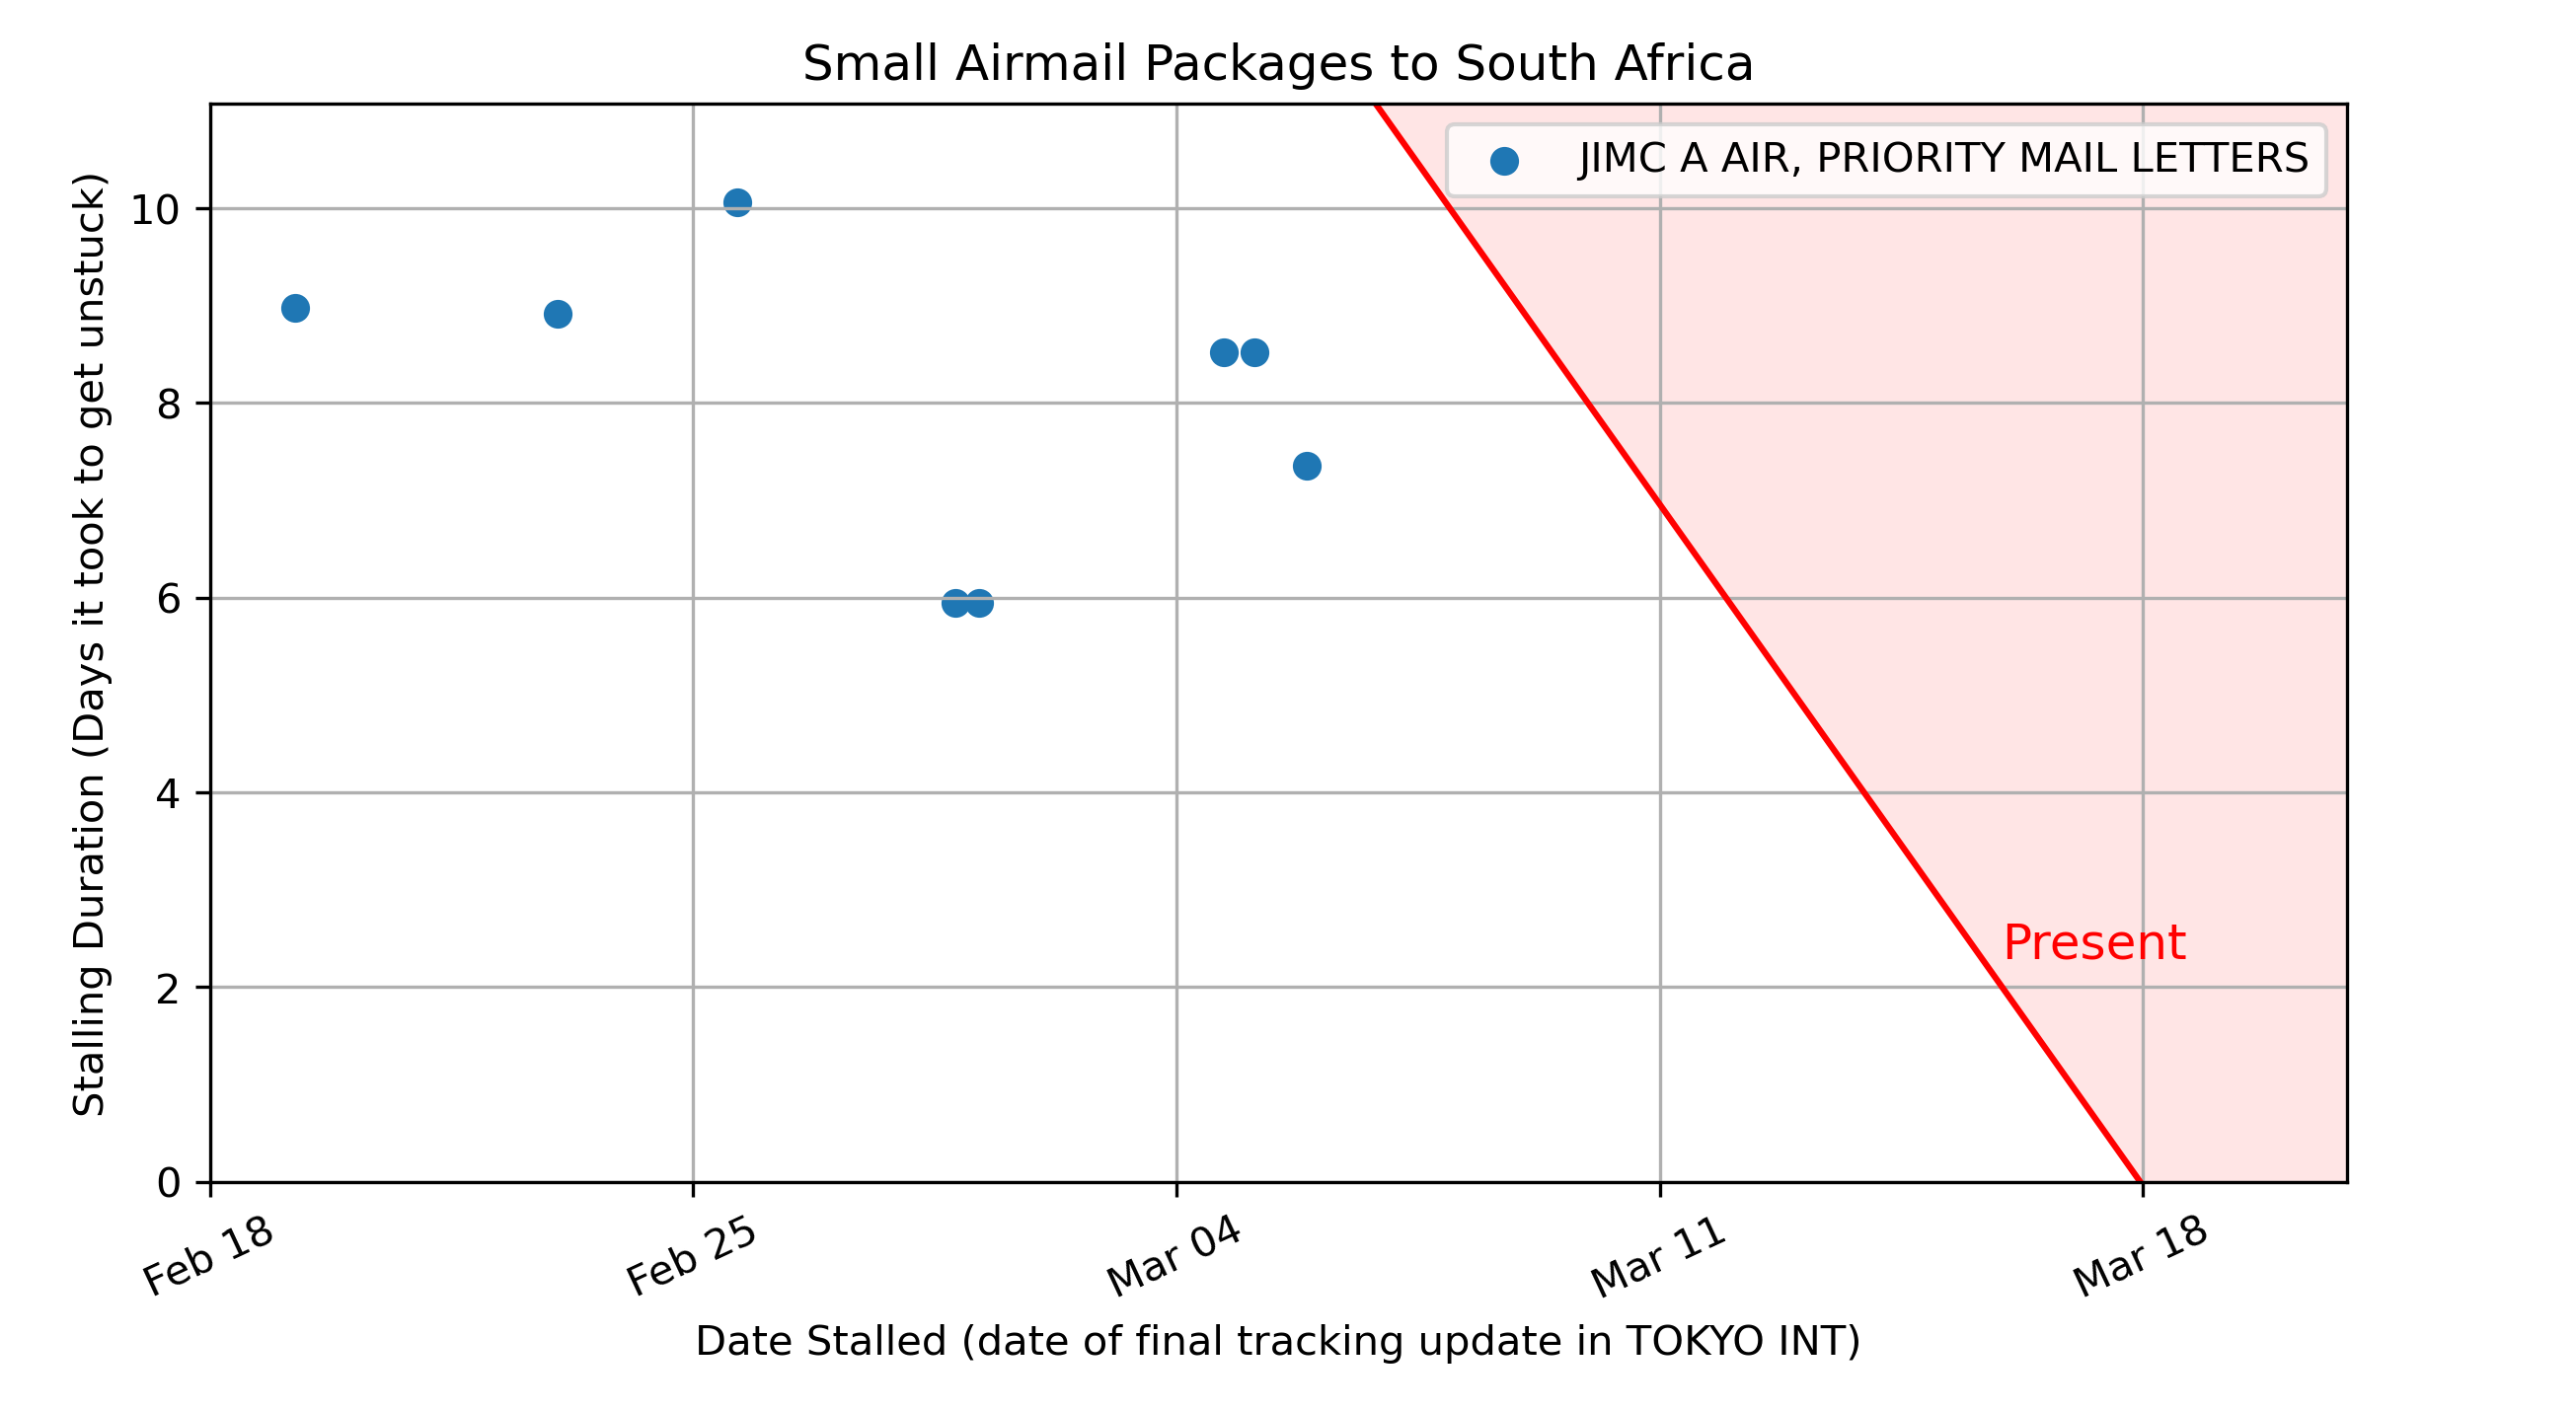 Small Airmail Packages to South Africa
JIMC A AIR, PRIORITY MAIL LETTERS
Stalling Duration (Days it took to get unstuck)
10
8
6
4
2
0
Present
Feb 18
Feb 25
Mar 04
Mar 11
Mar 18
Date Stalled (date of final tracking update in TOKYO INT)